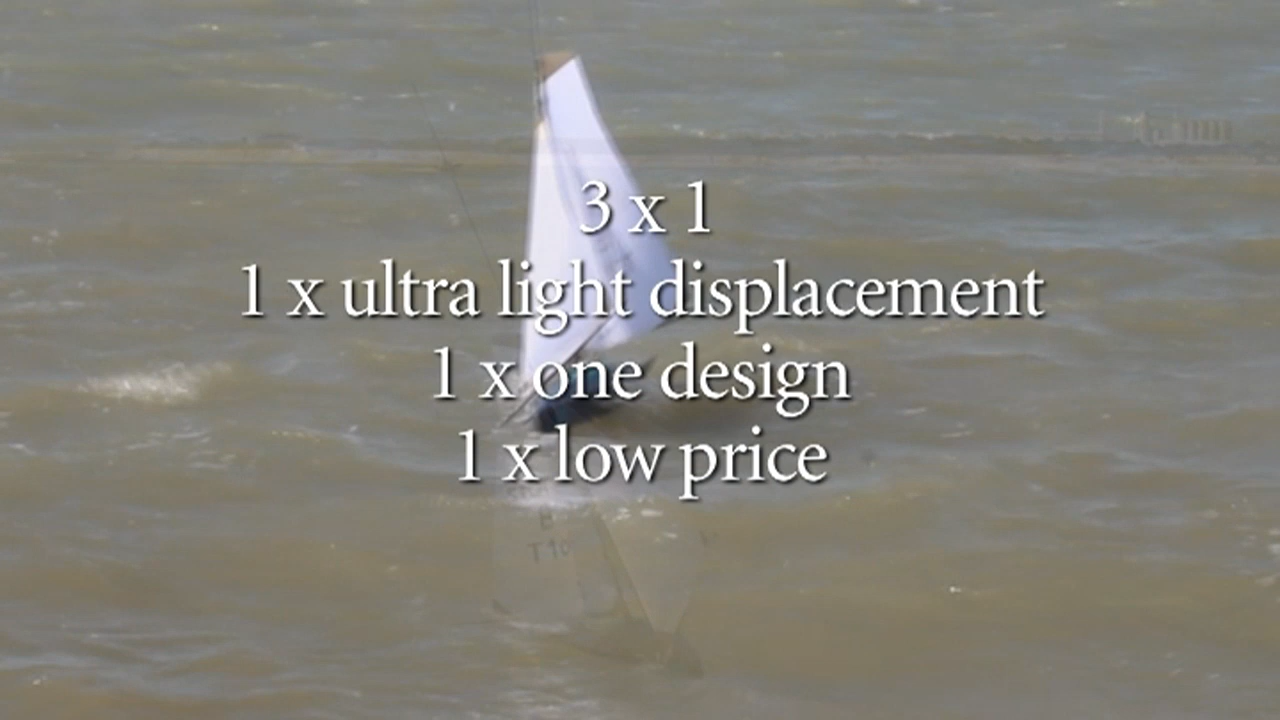 3 x 1
1 x ultra light displacement
1 x one design
1 x low price